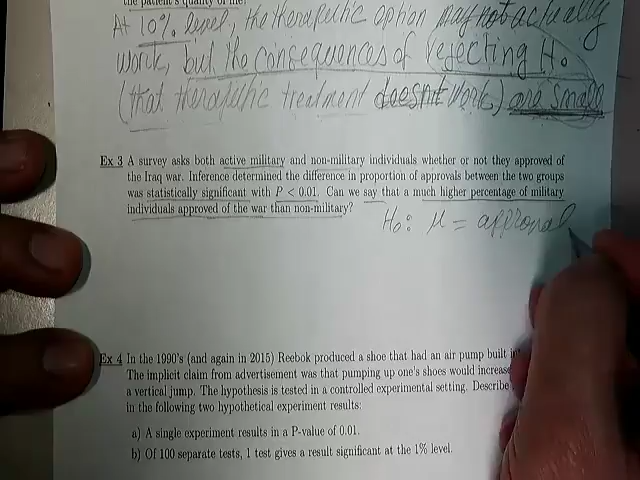 the patient's quality of life.
At 10% level, the therapeutic option may not actually
work, but the consequences of rejecting H₀
(that therapeutic treatment doesn't work) are small
Ex 3 A survey asks both active military and non-military individuals whether or not they approved of
the Iraq war. Inference determined the difference in proportion of approvals between the two groups
was statistically significant with P < 0.01. Can we say that a much higher percentage of military
individuals approved of the war than non-military?
H₀: μ = approval
Ex 4 In the 1990's (and again in 2015) Reebok produced a shoe that had an air pump built
The implicit claim from advertisement was that pumping up one's shoes would increase
a vertical jump. The hypothesis is tested in a controlled experimental setting. Describe
in the following two hypothetical experiment results:
a) A single experiment results in a P-value of 0.01.
b) Of 100 separate tests, 1 test gives a result significant at the 1% level.